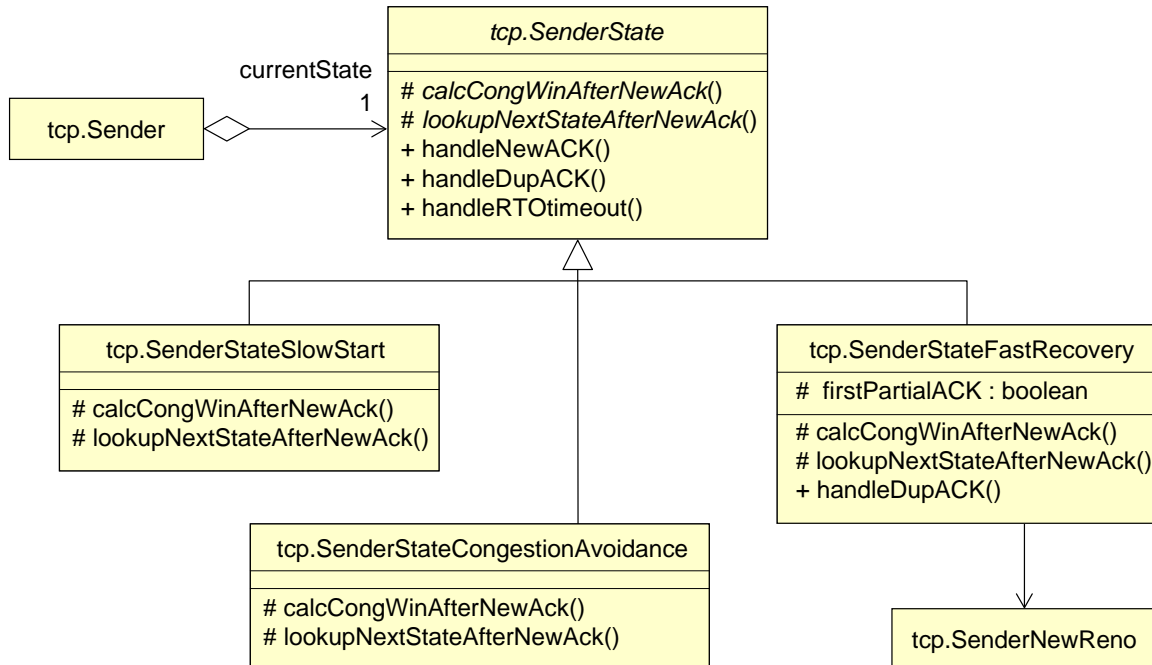 tcp.SenderState
currentState
1
tcp.Sender
# calcCongWinAfterNewAck()
# lookupNextStateAfterNewAck()
+ handleNewACK()
+ handleDupACK()
+ handleRTOtimeout()
tcp.SenderStateSlowStart
# calcCongWinAfterNewAck()
# lookupNextStateAfterNewAck()
tcp.SenderStateFastRecovery
# firstPartialACK : boolean
# calcCongWinAfterNewAck()
# lookupNextStateAfterNewAck()
+ handleDupACK()
tcp.SenderStateCongestionAvoidance
# calcCongWinAfterNewAck()
# lookupNextStateAfterNewAck()
tcp.SenderNewReno